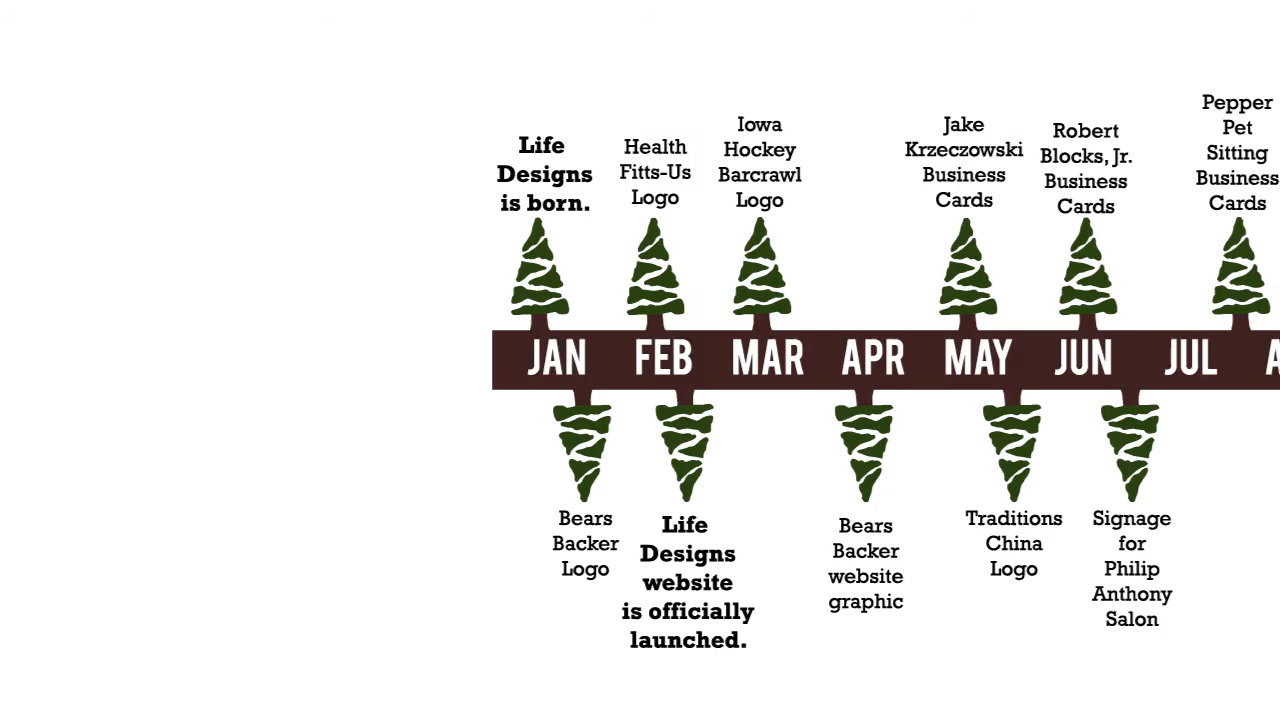 Life
Designs
is born.
Health
Fitts-Us
Logo
Iowa
Hockey
Barcrawl
Logo
Jake
Krzeczowski
Business
Cards
Robert
Blocks, Jr.
Business
Cards
Pepper
Pet
Sitting
Business
Cards
JAN FEB MAR APR MAY JUN JUL A
Bears
Backer
Logo
Life
Designs
website
is officially
launched.
Bears
Backer
website
graphic
Traditions
China
Logo
Signage
for
Philip
Anthony
Salon